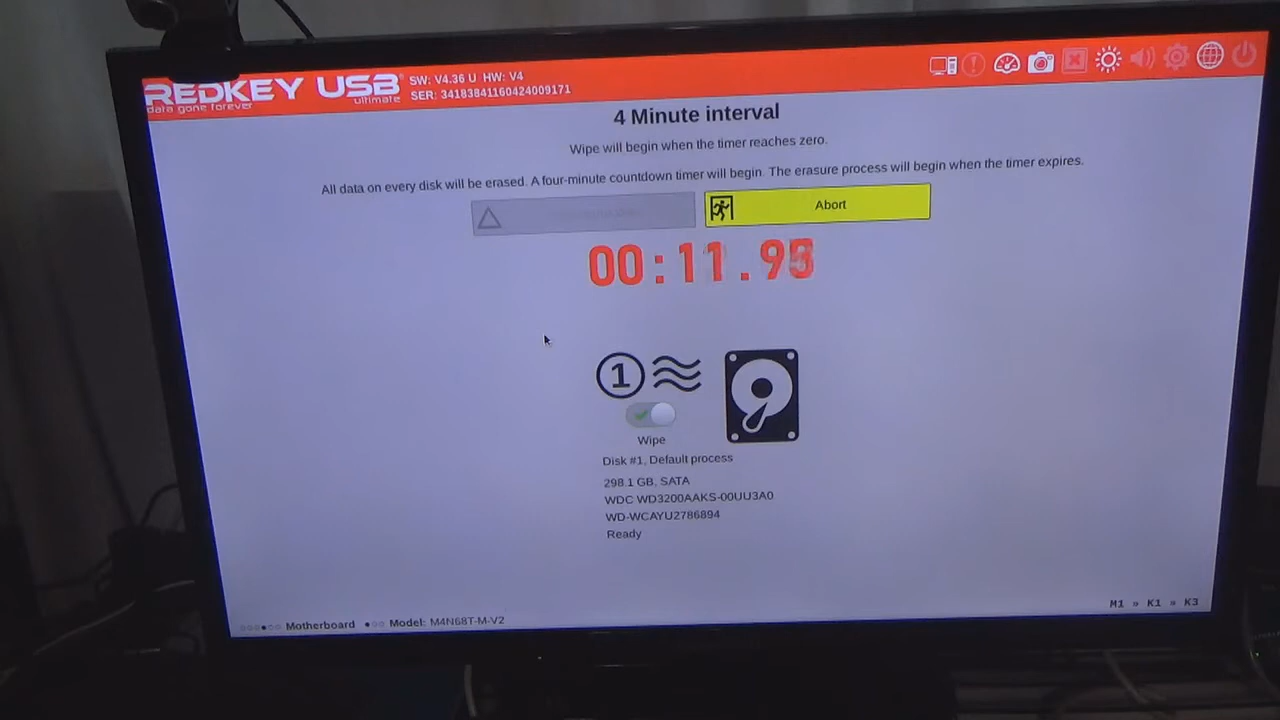 REDKEY USB
ultimate
data gone forever
SW: V4.36 U HW: V4
SER: 34183841160424009171
4 Minute interval
Wipe will begin when the timer reaches zero.
All data on every disk will be erased. A four-minute countdown timer will begin. The erasure process will begin when the timer expires.
Abort
00:11.9
1
Wipe
Disk #1, Default process
298.1 GB, SATA
WDC WD3200AAKS-00UU3A0
WD-WCAYU2786894
Ready
M1 » K1 » K3
Motherboard Model: M4N68T-M-V2